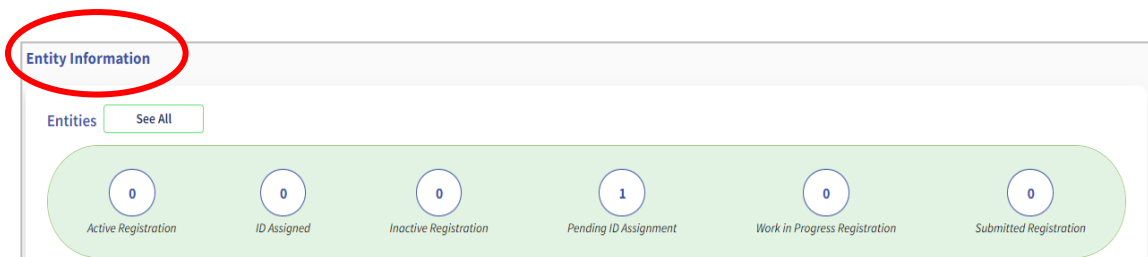 Entity Information
Entities See All
0 0 0 1 0 0
Active Registration ID Assigned Inactive Registration Pending ID Assignment Work in Progress Registration Submitted Registration